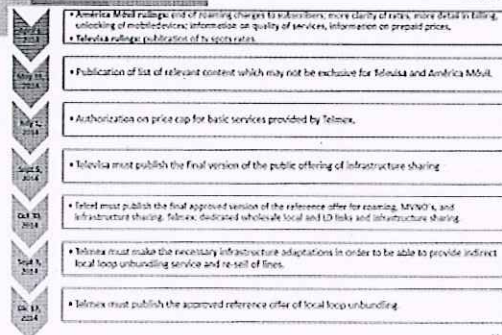 • América Móvil rulings: end of roaming charges to subscribers; more clarity of rates, more detail in billing,
unlocking of mobile devices; information on quality of services, information on prepaid prices.
• Televisa rulings: publication of tv spots rates.
2014
• Publication of list of relevant content which may not be exclusive for Televisa and América Móvil.
2014
• Authorization on price cap for basic services provided by Telmex.
2014
• Televisa must publish the final version of the public offering of infrastructure sharing
Sept 5,
2014
• Telcel must publish the final approved version of the reference offer for roaming, MVNO's, and
infrastructure sharing. Telmex: dedicated wholesale local and LD links and infrastructure sharing.
2014
• Telmex must make the necessary infrastructure adaptations in order to be able to provide indirect
local loop unbundling service and re-sell of lines.
2014
• Telmex must publish the approved reference offer of local loop unbundling.
2014